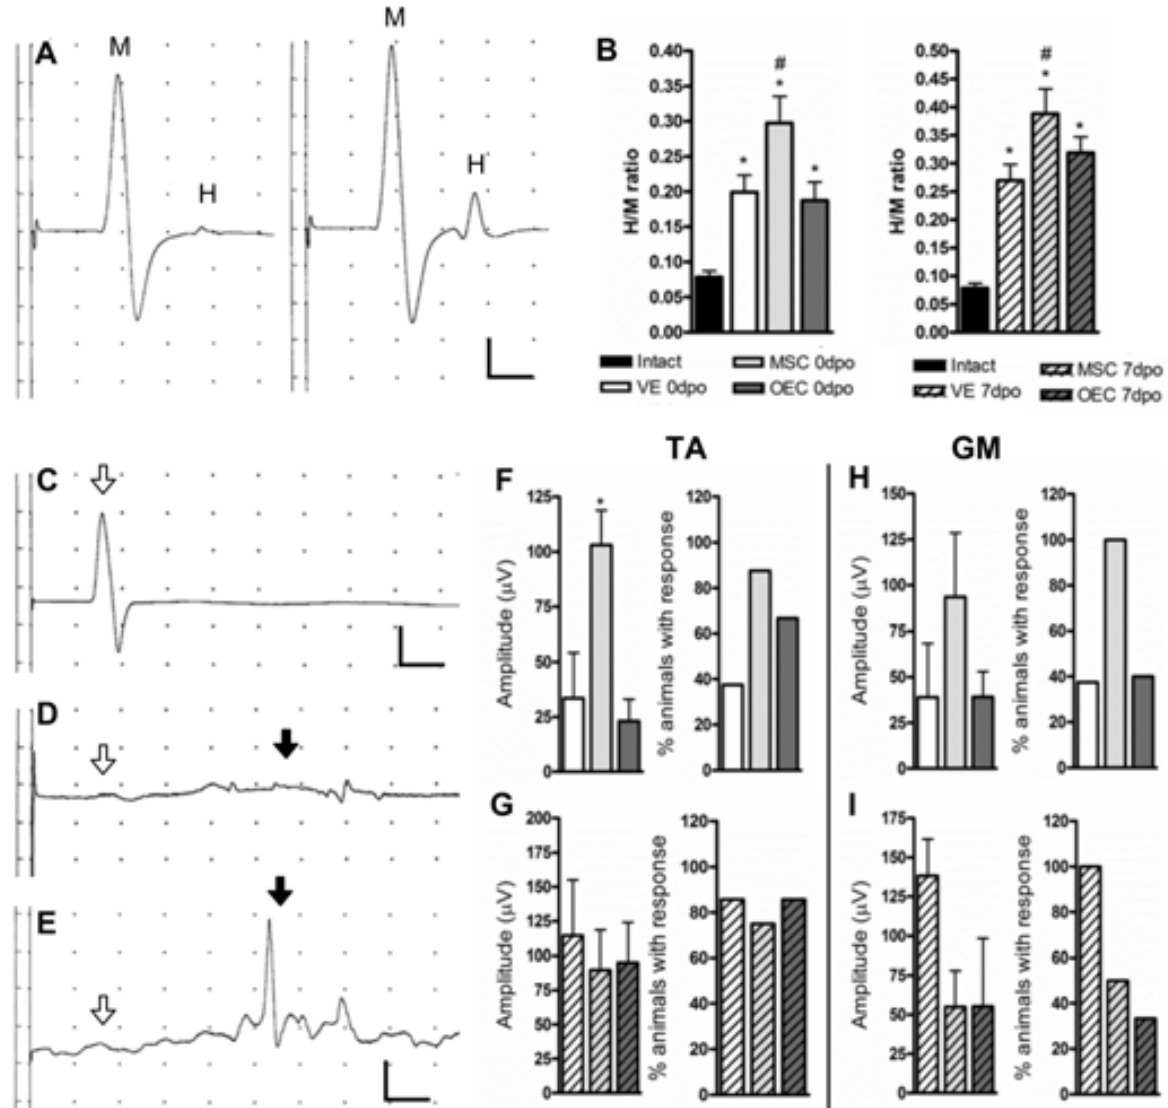 A
M
H
M
H
B
H/M ratio
0.40
0.35
0.30
0.25
0.20
0.15
0.10
0.05
0.00
*
#
*
*
Intact
MSC 0dpo
VE 0dpo
OEC 0dpo
H/M ratio
0.50
0.45
0.40
0.35
0.30
0.25
0.20
0.15
0.10
0.05
0.00
*
#
*
*
Intact
MSC 7dpo
VE 7dpo
OEC 7dpo
C
D
E
TA
GM
F
Amplitude (μV)
125
100
75
50
25
0
*
% animals with response
120
100
80
60
40
20
0
H
Amplitude (μV)
150
125
100
75
50
25
0
% animals with response
120
100
80
60
40
20
0
G
Amplitude (μV)
200
175
150
125
100
75
50
25
0
% animals with response
120
100
80
60
40
20
0
I
Amplitude (μV)
175
150
125
100
75
50
25
0
% animals with response
120
100
80
60
40
20
0